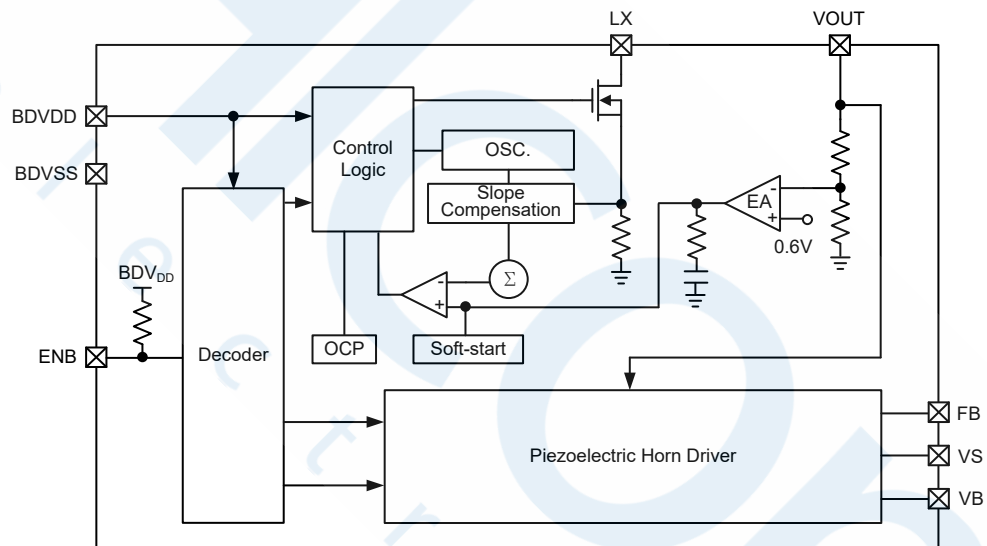 LX
VOUT
BDVDD
BDVSS
Control
Logic
OSC.
Slope
Compensation
EA
-
+
0.6V
BDVDD
Σ
-
+
ENB
Decoder
OCP
Soft-start
Piezoelectric Horn Driver
FB
VS
VB
e
c
t
r